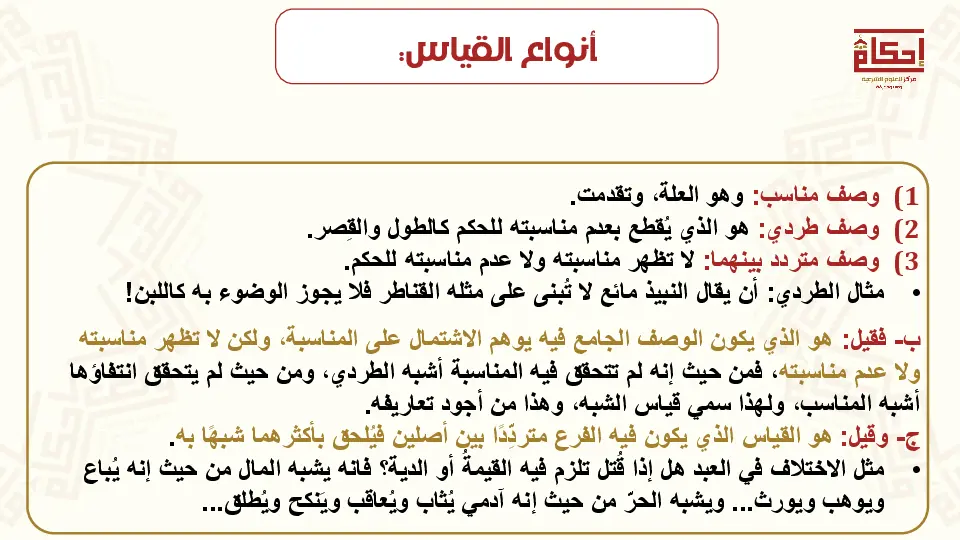 أنواع القياس:
إحكام
مركز للعلوم الشرعية
1) وصف مناسب: وهو العلة، وتقدمت.
2) وصف طردي: هو الذي يُقطع بعدم مناسبته للحكم كالطول والقِصر.
3) وصف متردد بينهما: لا تظهر مناسبته ولا عدم مناسبته للحكم.
• مثال الطردي: أن يقال النبيذ مائع لا تُبنى على مثله القناطر فلا يجوز الوضوء به كاللبن!
ب- فقيل: هو الذي يكون الوصف الجامع فيه يوهم الاشتمال على المناسبة، ولكن لا تظهر مناسبته
ولا عدم مناسبته، فمن حيث إنه لم تتحقق فيه المناسبة أشبه الطردي، ومن حيث لم يتحقق انتفاؤها
أشبه المناسب، ولهذا سمي قياس الشبه، وهذا من أجود تعاريفه.
ج- وقيل: هو القياس الذي يكون فيه الفرع متردِّدًا بين أصلين فيُلحق بأكثرهما شبهًا به.
• مثل الاختلاف في العبد هل إذا قُتل تلزم فيه القيمةُ أو الدية؟ فانه يشبه المال من حيث إنه يُباع
ويوهب ويورث... ويشبه الحرّ من حيث إنه آدمي يُثاب ويُعاقب ويَنكح ويُطلق...